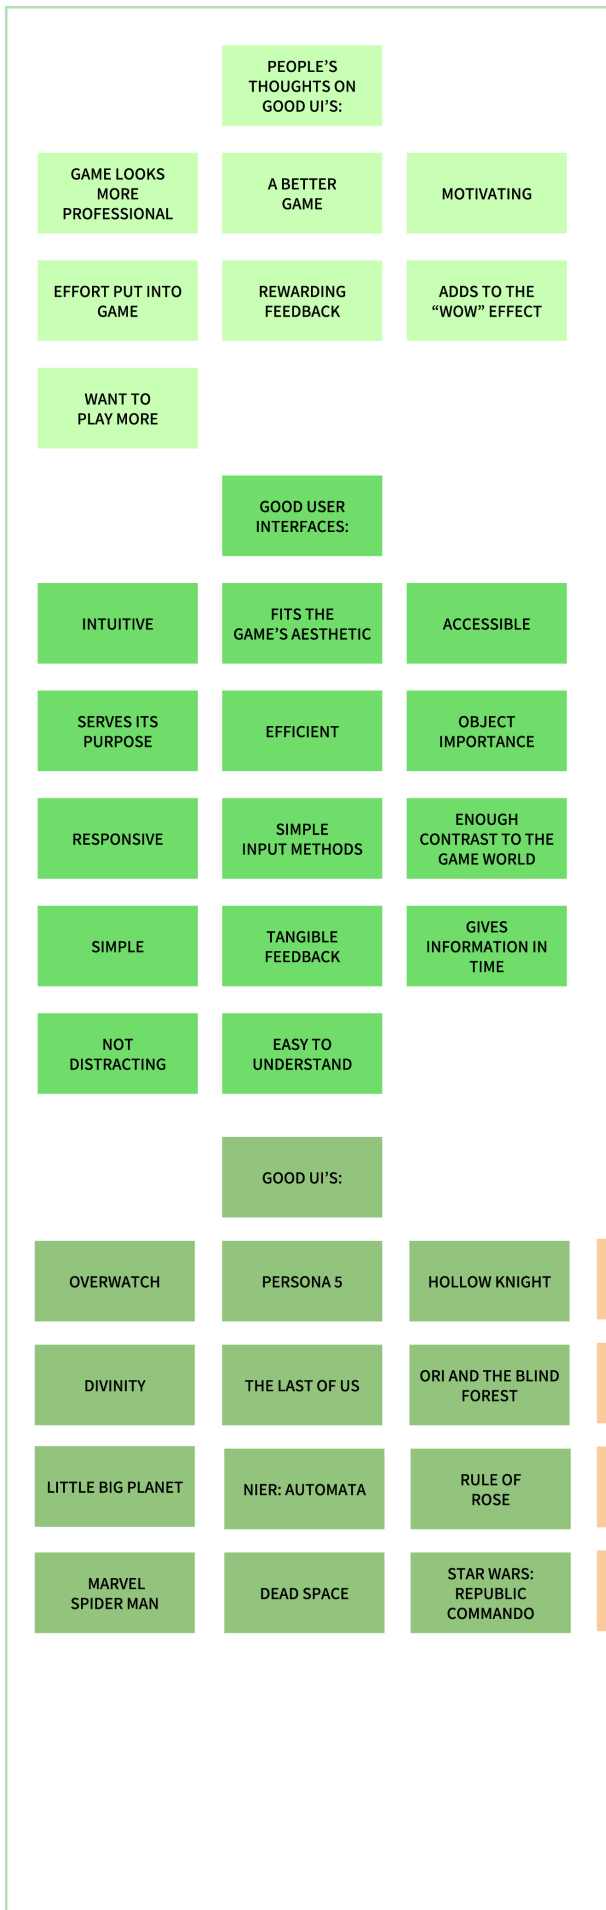 PEOPLE’S
THOUGHTS ON
GOOD UI’S:
GAME LOOKS
MORE
PROFESSIONAL
A BETTER
GAME
MOTIVATING
EFFORT PUT INTO
GAME
REWARDING
FEEDBACK
ADDS TO THE
“WOW” EFFECT
WANT TO
PLAY MORE
GOOD USER
INTERFACES:
INTUITIVE
FITS THE
GAME’S AESTHETIC
ACCESSIBLE
SERVES ITS
PURPOSE
EFFICIENT
OBJECT
IMPORTANCE
RESPONSIVE
SIMPLE
INPUT METHODS
ENOUGH
CONTRAST TO THE
GAME WORLD
SIMPLE
TANGIBLE
FEEDBACK
GIVES
INFORMATION IN
TIME
NOT
DISTRACTING
EASY TO
UNDERSTAND
GOOD UI’S:
OVERWATCH
PERSONA 5
HOLLOW KNIGHT
DIVINITY
THE LAST OF US
ORI AND THE BLIND
FOREST
LITTLE BIG PLANET
NIER: AUTOMATA
RULE OF
ROSE
MARVEL
SPIDER MAN
DEAD SPACE
STAR WARS:
REPUBLIC
COMMANDO